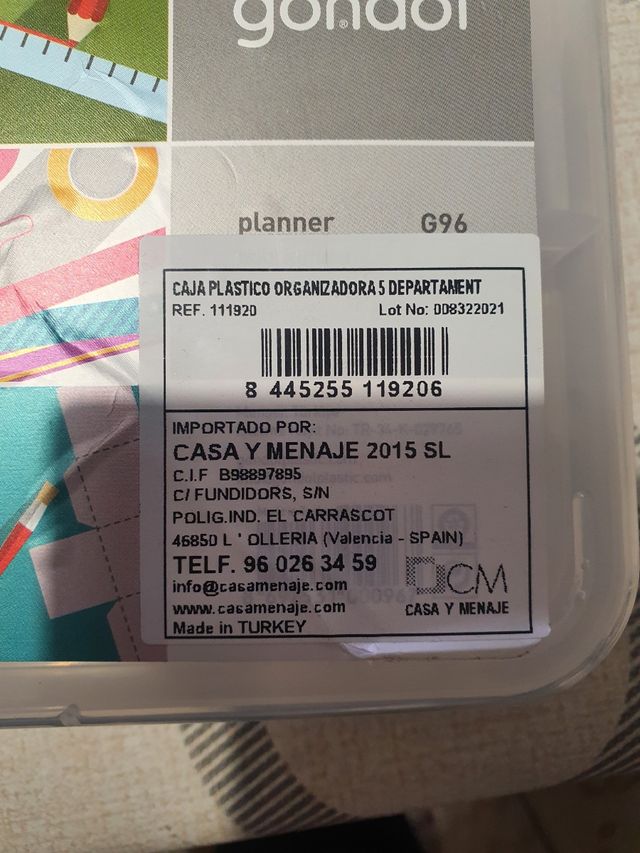 gondol®
planner G96
CAJA PLASTICO ORGANIZADORA 5 DEPARTAMENT
REF. 111920 Lot No: 008322021
8 445255 119206
IMPORTADO POR:
CASA Y MENAJE 2015 SL
C.I.F B98897895
C/ FUNDIDORS, S/N
POLIG.IND. EL CARRASCOT
46850 L ' OLLERIA (Valencia - SPAIN)
TELF. 96 026 34 59
info@casamenaje.com
www.casamenaje.com
Made in TURKEY
DCM
CASA Y MENAJE